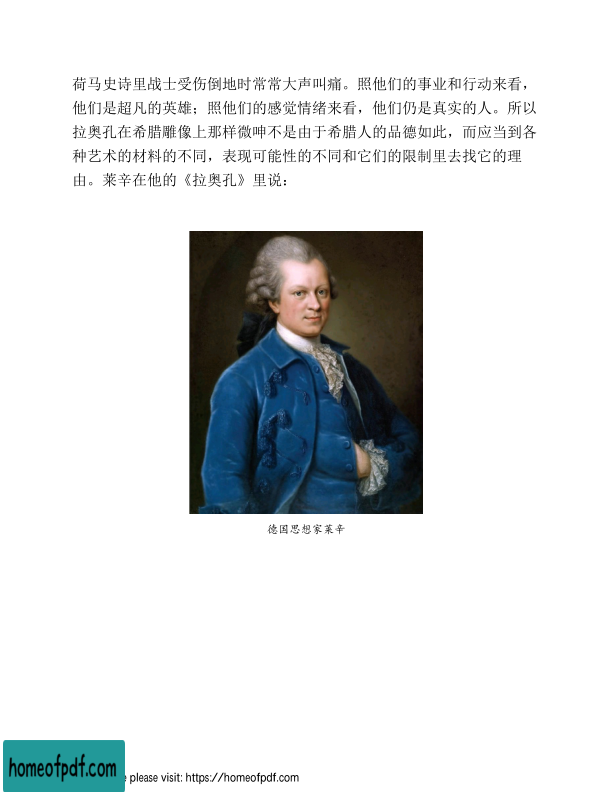 荷马史诗里战士受伤倒地时常常大声叫痛。照他们的事业和行动来看，
他们是超凡的英雄；照他们的感觉情绪来看，他们仍是真实的人。所以
拉奥孔在希腊雕像上那样微呻不是由于希腊人的品德如此，而应当到各
种艺术的材料的不同，表现可能性的不同和它们的限制里去找它的理
由。莱辛在他的《拉奥孔》里说：
德国思想家莱辛
homeofpdf.com
please visit: https://homeofpdf.com